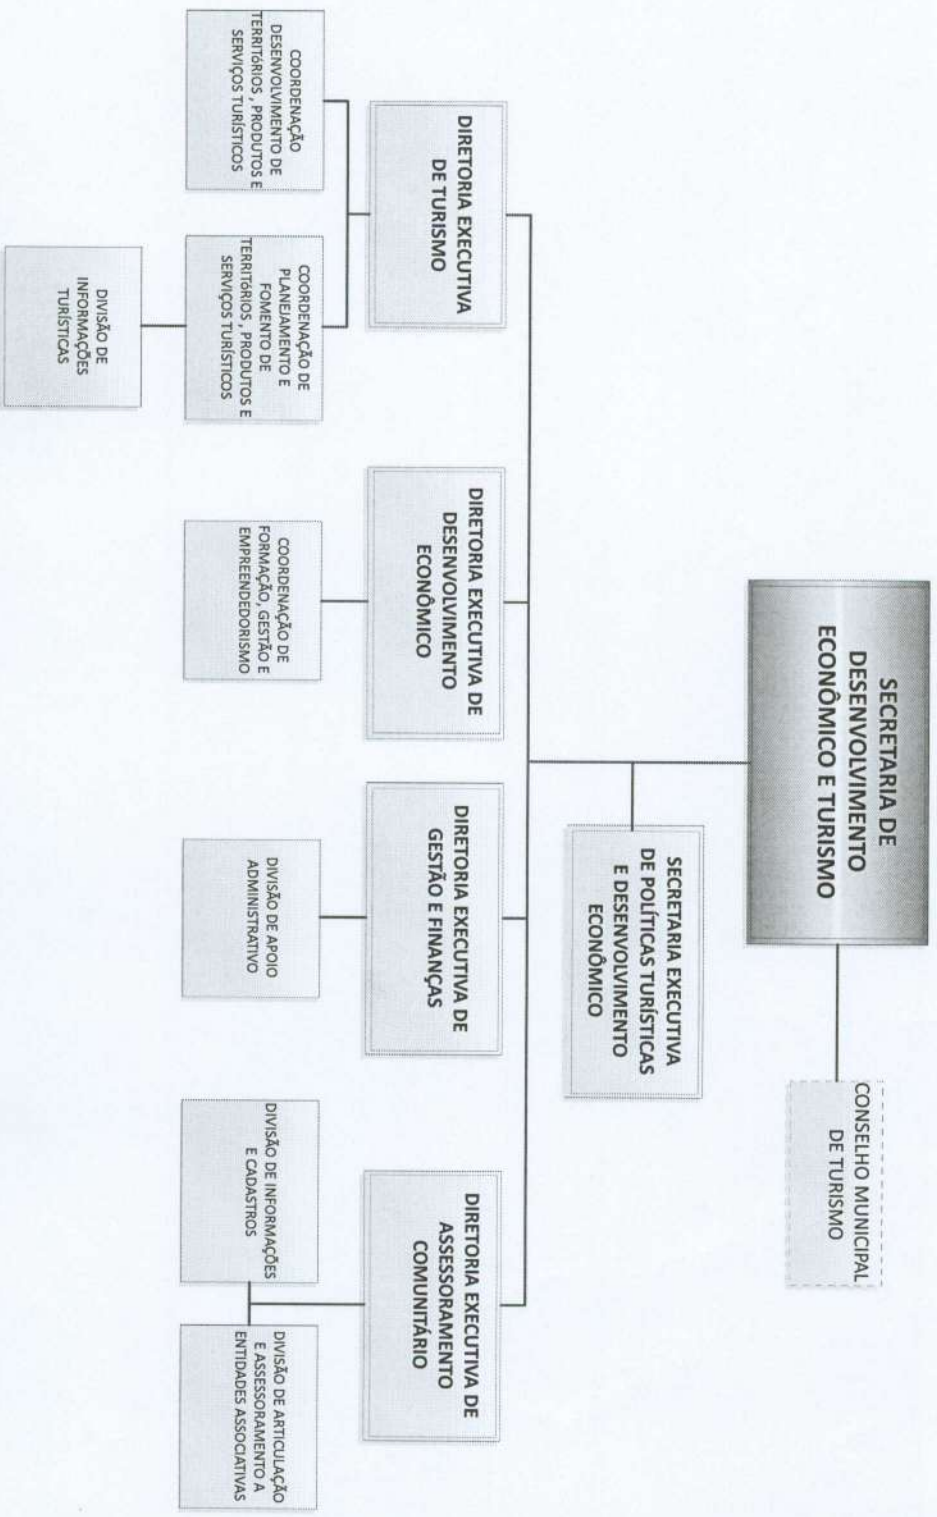 SECRETARIA DE
DESENVOLVIMENTO
ECONÔMICO E TURISMO
CONSELHO MUNICIPAL
DE TURISMO
SECRETARIA EXECUTIVA
DE POLÍTICAS TURÍSTICAS
E DESENVOLVIMENTO
ECONÔMICO
DIRETORIA EXECUTIVA
DE TURISMO
DIRETORIA EXECUTIVA DE
DESENVOLVIMENTO
ECONÔMICO
DIRETORIA EXECUTIVA DE
GESTÃO E FINANÇAS
DIRETORIA EXECUTIVA DE
ASSESSORAMENTO
COMUNITÁRIO
COORDENAÇÃO
DESENVOLVIMENTO DE
TERRITÓRIOS , PRODUTOS E
SERVIÇOS TURÍSTICOS
COORDENAÇÃO DE
PLANEJAMENTO E
FOMENTO DE
TERRITÓRIOS , PRODUTOS E
SERVIÇOS TURÍSTICOS
COORDENAÇÃO DE
FORMAÇÃO, GESTÃO E
EMPREENDEDORISMO
DIVISÃO DE APOIO
ADMINISTRATIVO
DIVISÃO DE INFORMAÇÕES
E CADASTROS
DIVISÃO DE ARTICULAÇÃO
E ASSESSORAMENTO A
ENTIDADES ASSOCIATIVAS
DIVISÃO DE
INFORMAÇÕES
TURÍSTICAS